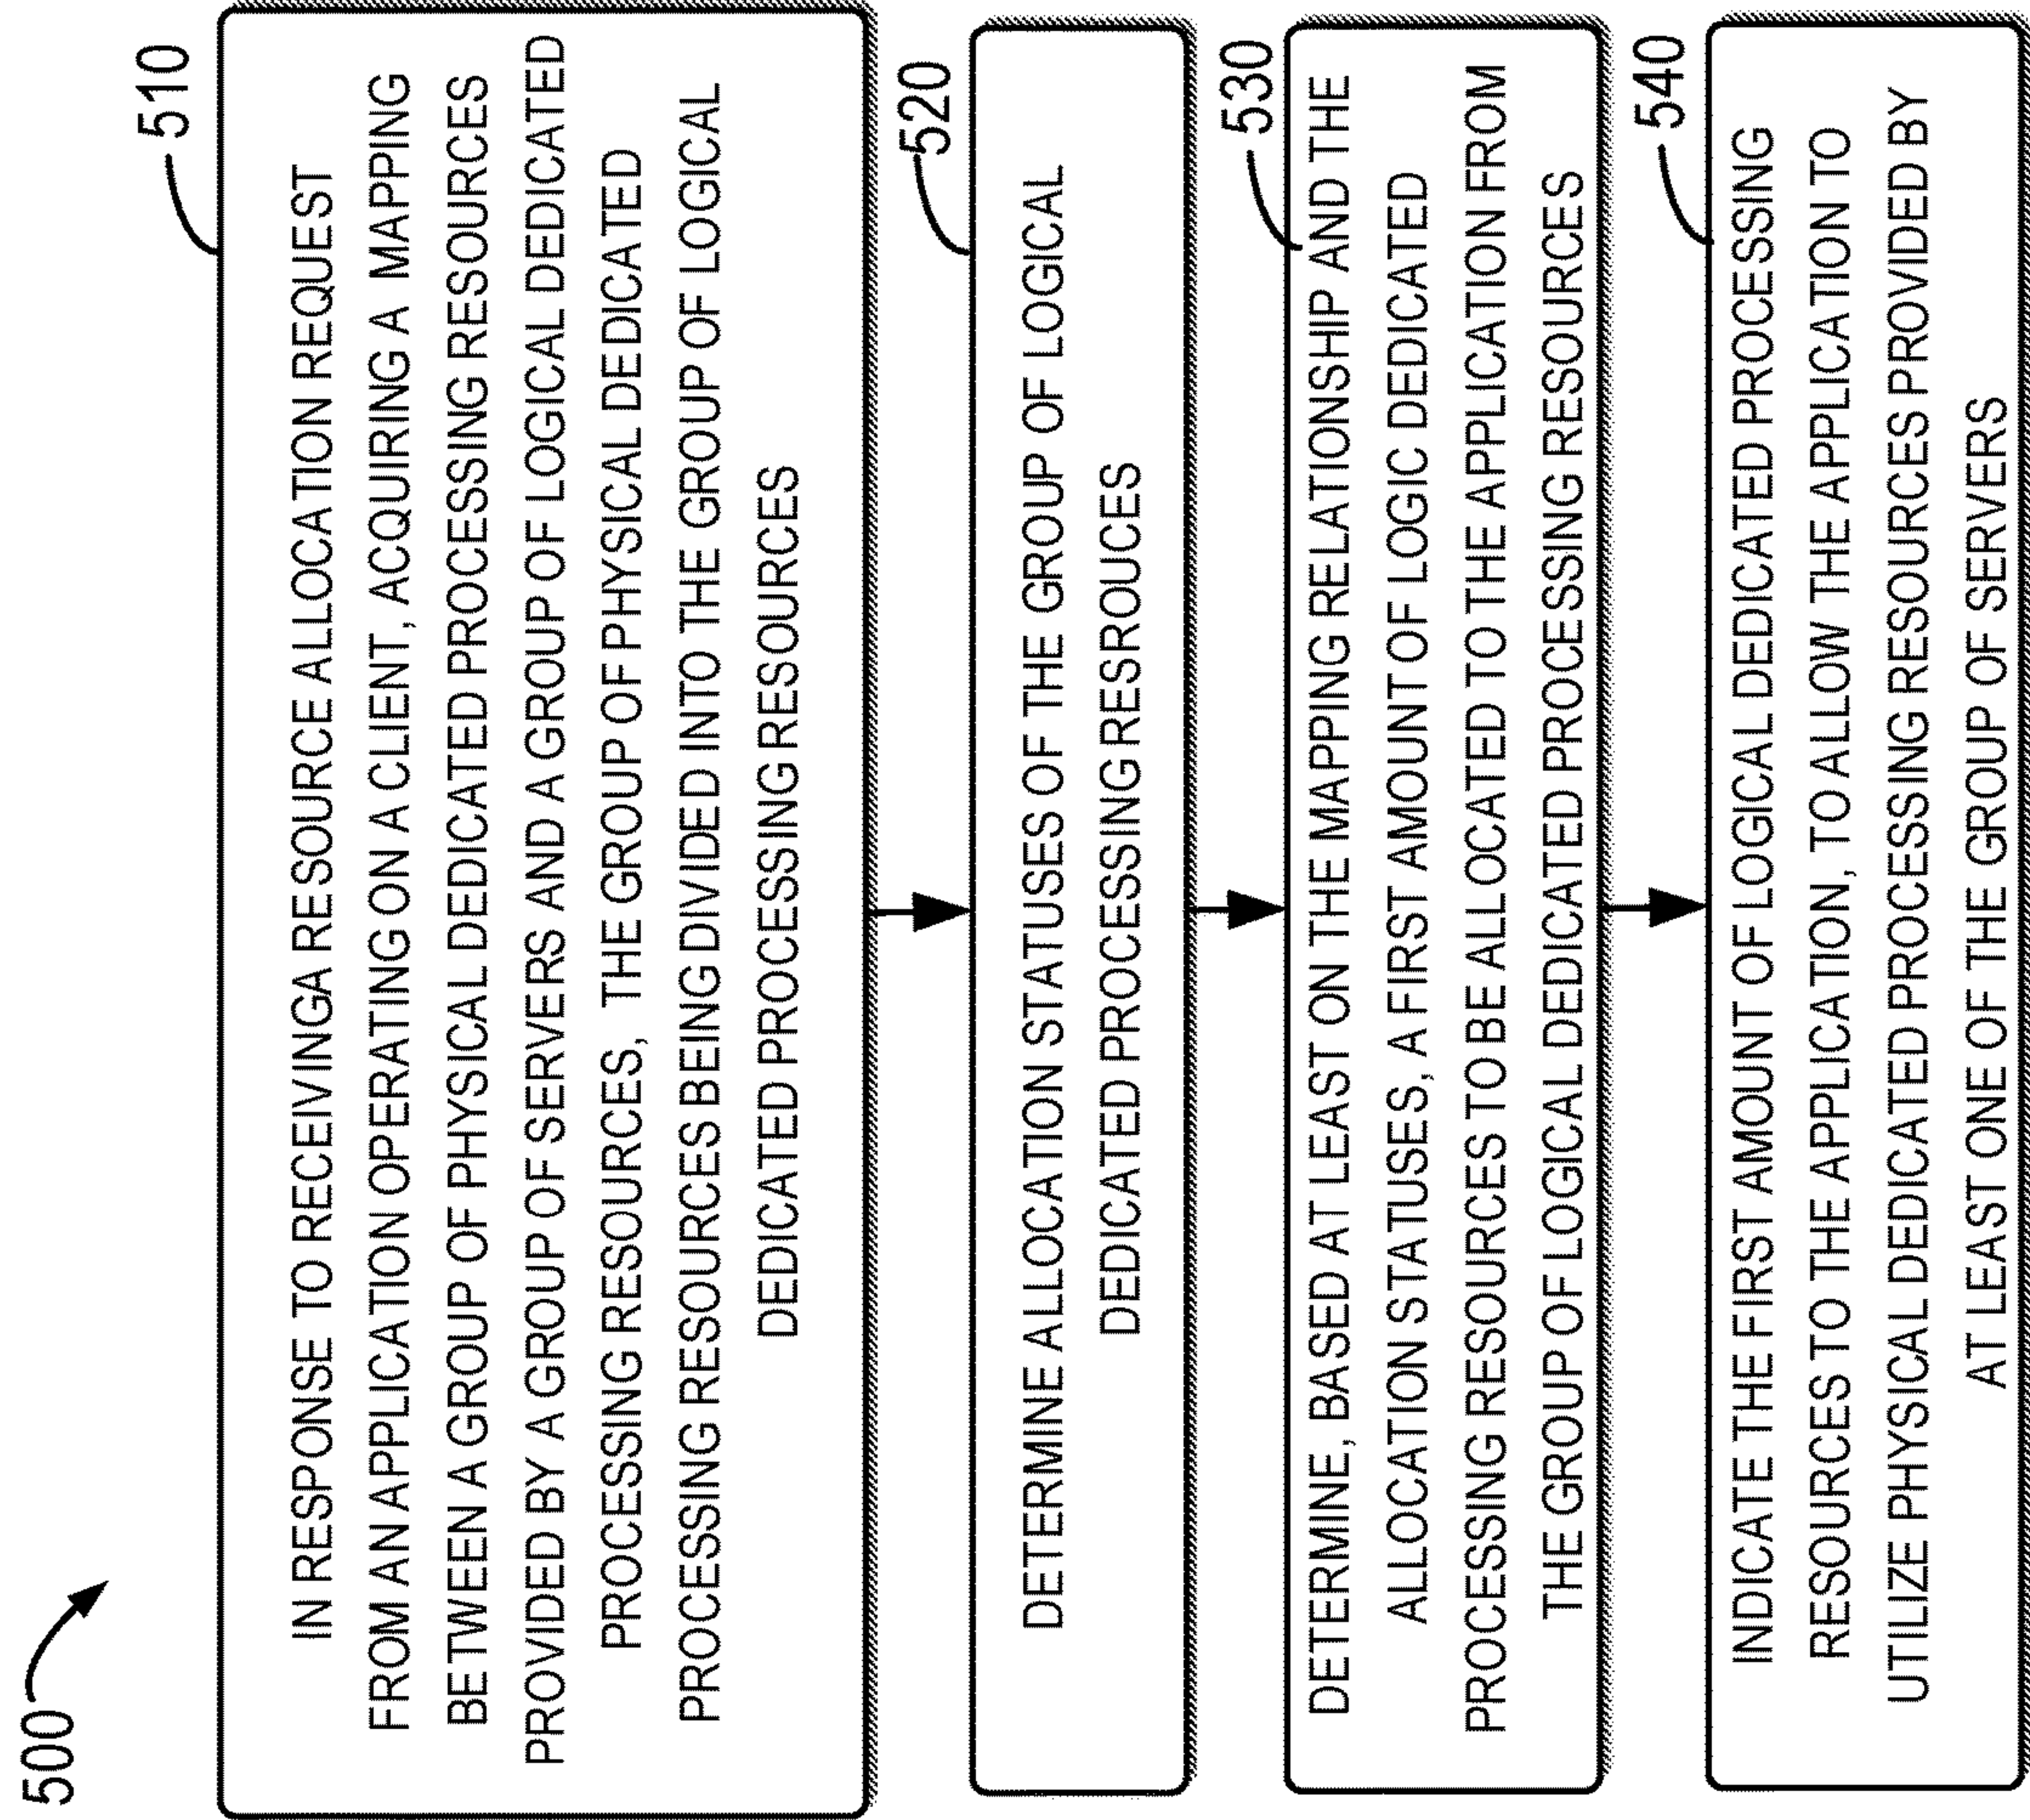 500
510
IN RESPONSE TO RECEIVINGA RESOURCE ALLOCATION REQUEST
FROM AN APPLICATION OPERATING ON A CLIENT, ACQUIRING A MAPPING
BETWEEN A GROUP OF PHYSICAL DEDICATED PROCESSING RESOURCES
PROVIDED BY A GROUP OF SERVERS AND A GROUP OF LOGICAL DEDICATED
PROCESSING RESOURCES, THE GROUP OF PHYSICAL DEDICATED
PROCESSING RESOURCES BEING DIVIDED INTO THE GROUP OF LOGICAL
DEDICATED PROCESSING RESOURCES
520
DETERMINE ALLOCATION STATUSES OF THE GROUP OF LOGICAL
DEDICATED PROCESSING RESROUCES
530
DETERMINE, BASED AT LEAST ON THE MAPPING RELATIONSHIP AND THE
ALLOCATION STATUSES, A FIRST AMOUNT OF LOGIC DEDICATED
PROCESSING RESOURCES TO BE ALLOCATED TO THE APPLICATION FROM
THE GROUP OF LOGICAL DEDICATED PROCESSING RESOURCES
540
INDICATE THE FIRST AMOUNT OF LOGICAL DEDICATED PROCESSING
RESOURCES TO THE APPLICATION, TO ALLOW THE APPLICATION TO
UTILIZE PHYSICAL DEDICATED PROCESSING RESOURCES PROVIDED BY
AT LEAST ONE OF THE GROUP OF SERVERS